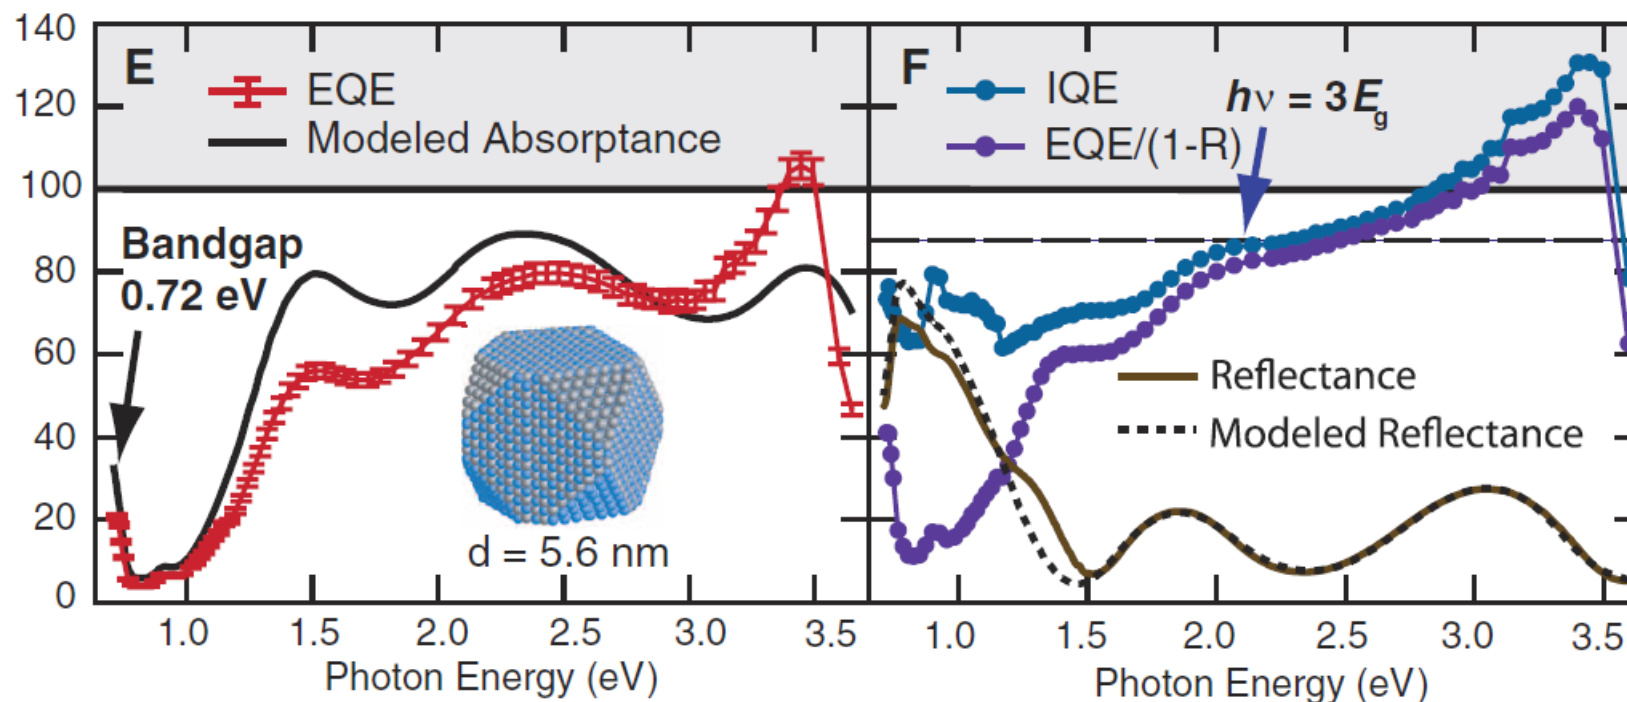 140
120
100
80
60
40
20
0
E
EQE
Modeled Absorptance
Bandgap
0.72 eV
d = 5.6 nm
1.0 1.5 2.0 2.5 3.0 3.5
Photon Energy (eV)
F
IQE
EQE/(1-R)
hν = 3Eg
Reflectance
Modeled Reflectance
1.0 1.5 2.0 2.5 3.0 3.5
Photon Energy (eV)